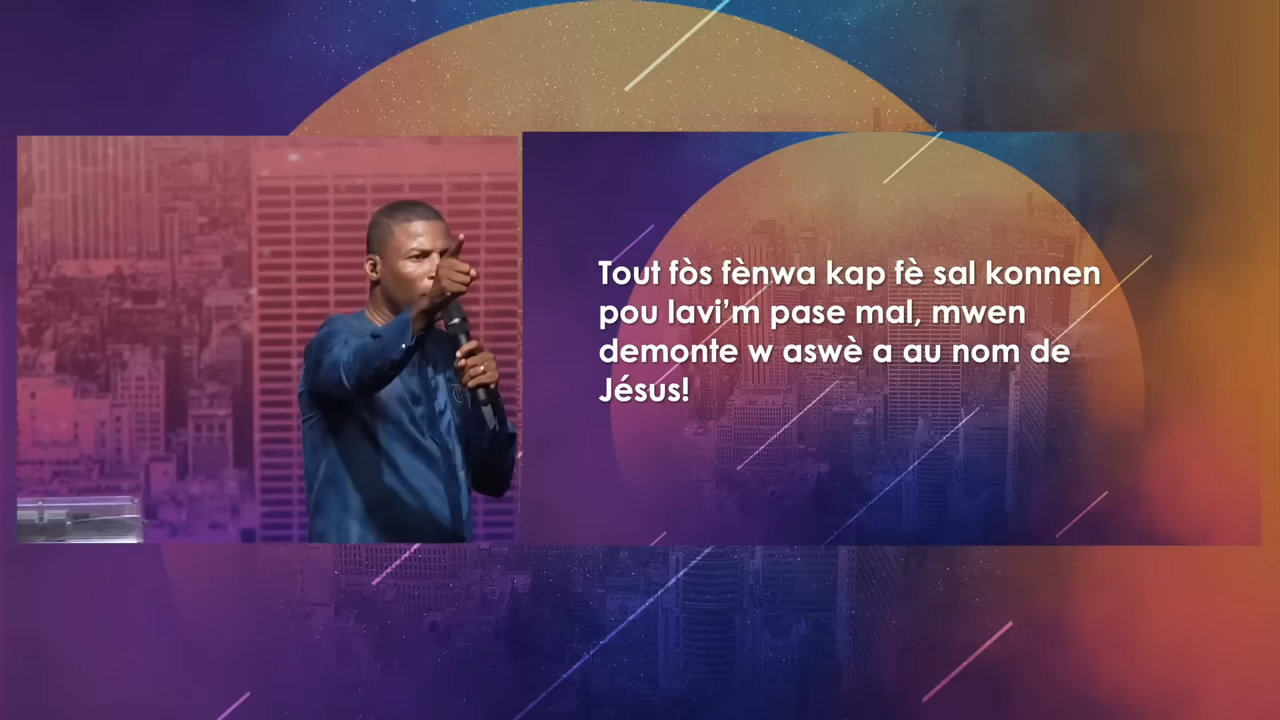 Tout fòs fènwa kap fè sal konnen
pou lavi’m pase mal, mwen
demonte w aswè a au nom de
Jésus!